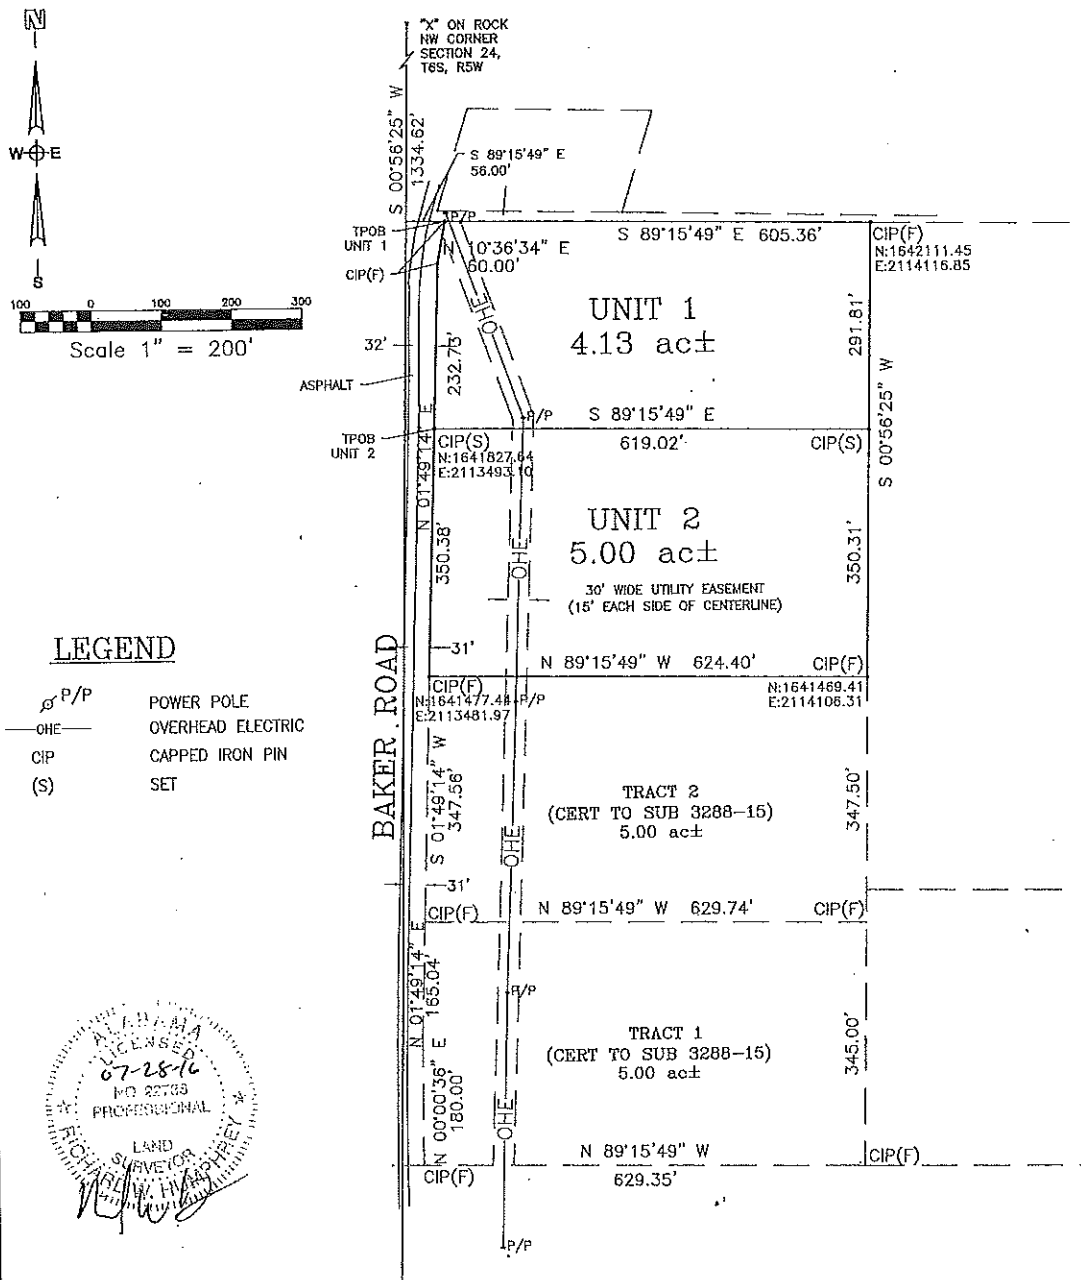 N
W E
S
100 0 100 200 300
Scale 1" = 200'
"X" ON ROCK
NW CORNER
SECTION 24,
T6S, R5W
S 00°56'25" W
1334.62'
S 89°15'49" E
56.00'
P/P
TPOB
UNIT 1
S 89°15'49" E 605.36'
CIP(F)
N:1642111.45
E:2114116.85
N 10°36'34" E
60.00'
CIP(F)
OHE
UNIT 1
4.13 ac±
291.81'
32'
232.73'
ASPHALT
S 00°56'25" W
P/P
S 89°15'49" E
TPOB
UNIT 2
CIP(S)
N:1641827.64
E:2113493.10
619.02'
CIP(S)
N 01°49'14" E
350.38'
UNIT 2
5.00 ac±
OHE
350.31'
30' WIDE UTILITY EASEMENT
(15' EACH SIDE OF CENTERLINE)
31'
N 89°15'49" W 624.40'
CIP(F)
CIP(F)
N:1641477.44
E:2113481.97
P/P
N:1641469.41
E:2114106.31
LEGEND
P/P POWER POLE
OHE OVERHEAD ELECTRIC
CIP CAPPED IRON PIN
(S) SET
BAKER ROAD
S 01°49'14" W
347.56'
TRACT 2
(CERT TO SUB 3288-15)
5.00 ac±
347.50'
OHE
31'
CIP(F)
N 89°15'49" W 629.74'
CIP(F)
N 01°49'14" E
165.04'
P/P
TRACT 1
(CERT TO SUB 3288-15)
5.00 ac±
345.00'
N 00°00'36" E
180.00'
OHE
N 89°15'49" W
629.35'
CIP(F)
CIP(F)
P/P
ALABAMA
LICENSED
07-28-16
NO 22788
PROFESSIONAL
LAND
SURVEYOR
RICHARD W. HUMPHREY